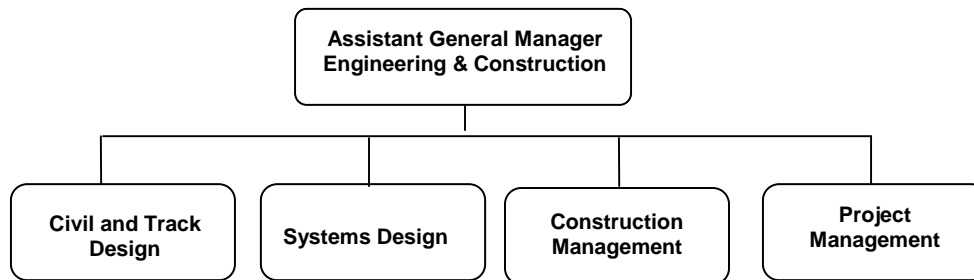 Assistant General Manager
Engineering & Construction
Civil and Track
Design
Systems Design
Construction
Management
Project
Management